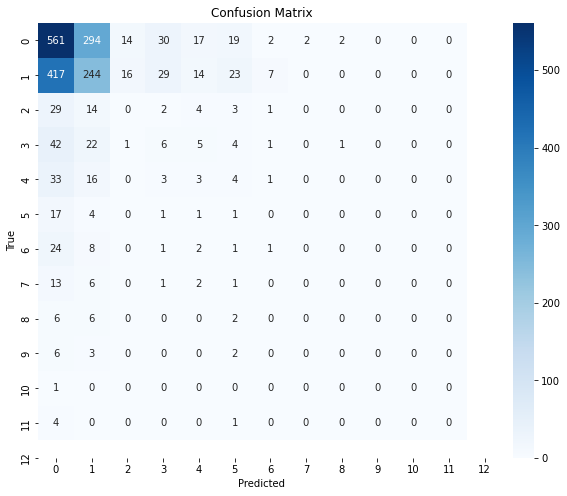 Confusion Matrix
0 561 294 14 30 17 19 2 2 2 0 0 0
1 417 244 16 29 14 23 7 0 0 0 0 0
2 29 14 0 2 4 3 1 0 0 0 0 0
3 42 22 1 6 5 4 1 0 1 0 0 0
4 33 16 0 3 3 4 1 0 0 0 0 0
5 17 4 0 1 1 1 0 0 0 0 0 0
6 24 8 0 1 2 1 1 0 0 0 0 0
7 13 6 0 1 2 1 0 0 0 0 0 0
8 6 6 0 0 0 2 0 0 0 0 0 0
9 6 3 0 0 0 2 0 0 0 0 0 0
10 1 0 0 0 0 0 0 0 0 0 0 0
11 4 0 0 0 0 1 0 0 0 0 0 0
12
True
0 1 2 3 4 5 6 7 8 9 10 11 12
Predicted
500
400
300
200
100
0